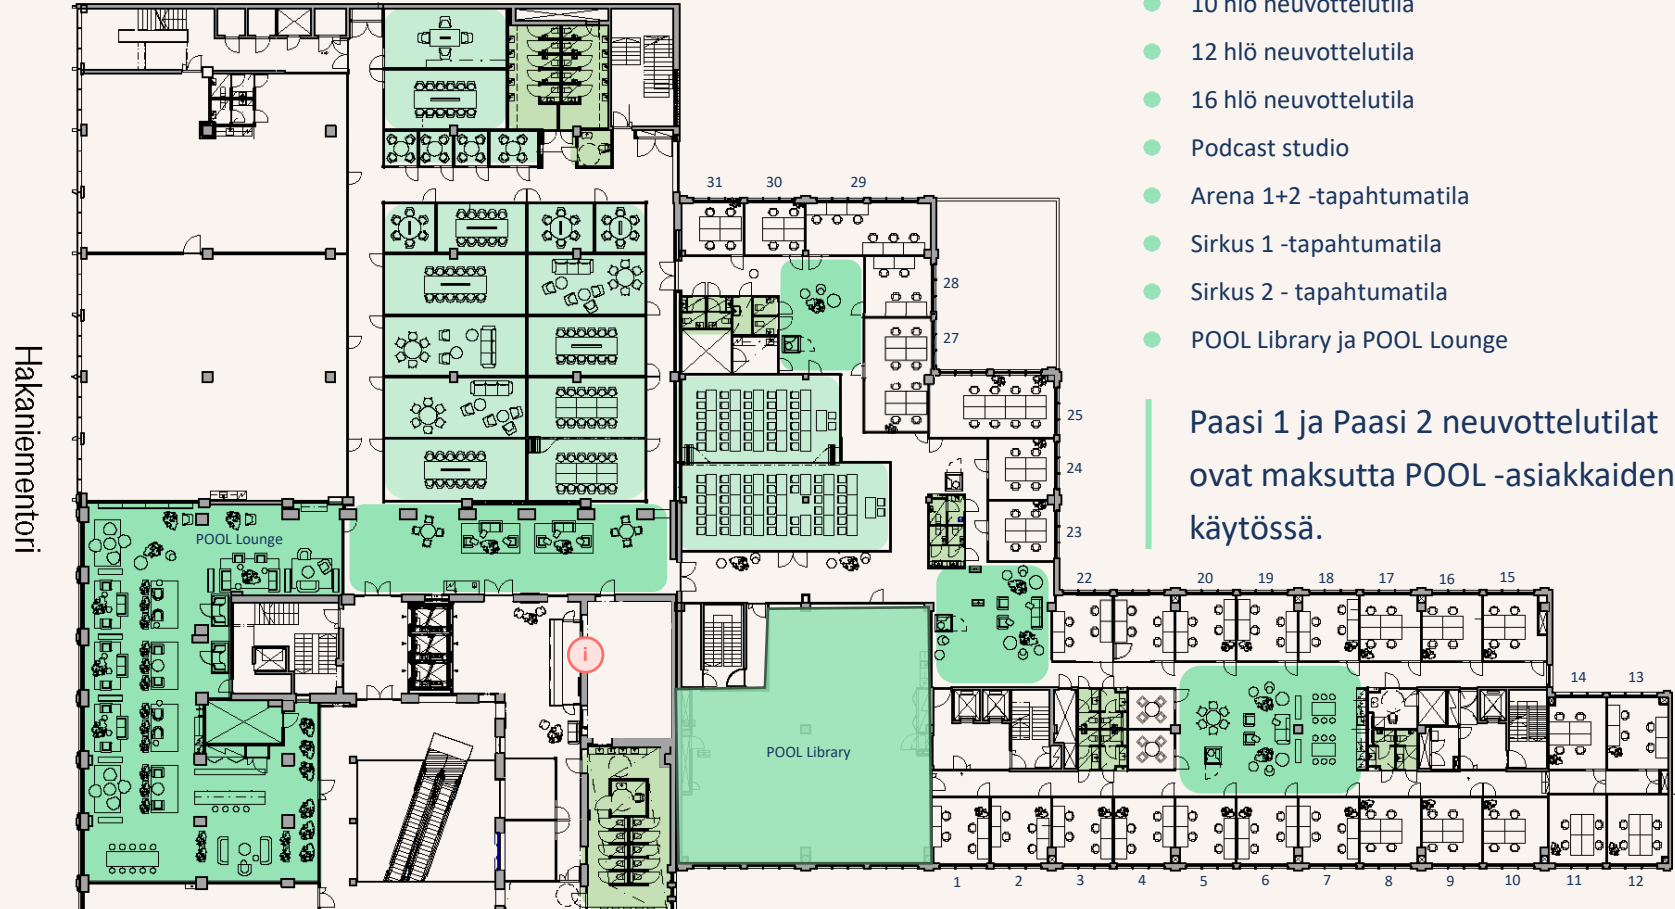 10 hlö neuvottelutila
12 hlö neuvottelutila
16 hlö neuvottelutila
Podcast studio
Arena 1+2 -tapahtumatila
Sirkus 1 -tapahtumatila
Sirkus 2 - tapahtumatila
POOL Library ja POOL Lounge
Paasi 1 ja Paasi 2 neuvottelutilat
ovat maksutta POOL -asiakkaiden
käytössä.
Hakaniementori
31 30 29
28
27
25
24
23
POOL Lounge
22 20 19 18 17 16 15
i
14 13
POOL Library
1 2 3 4 5 6 7 8 9 10 11 12